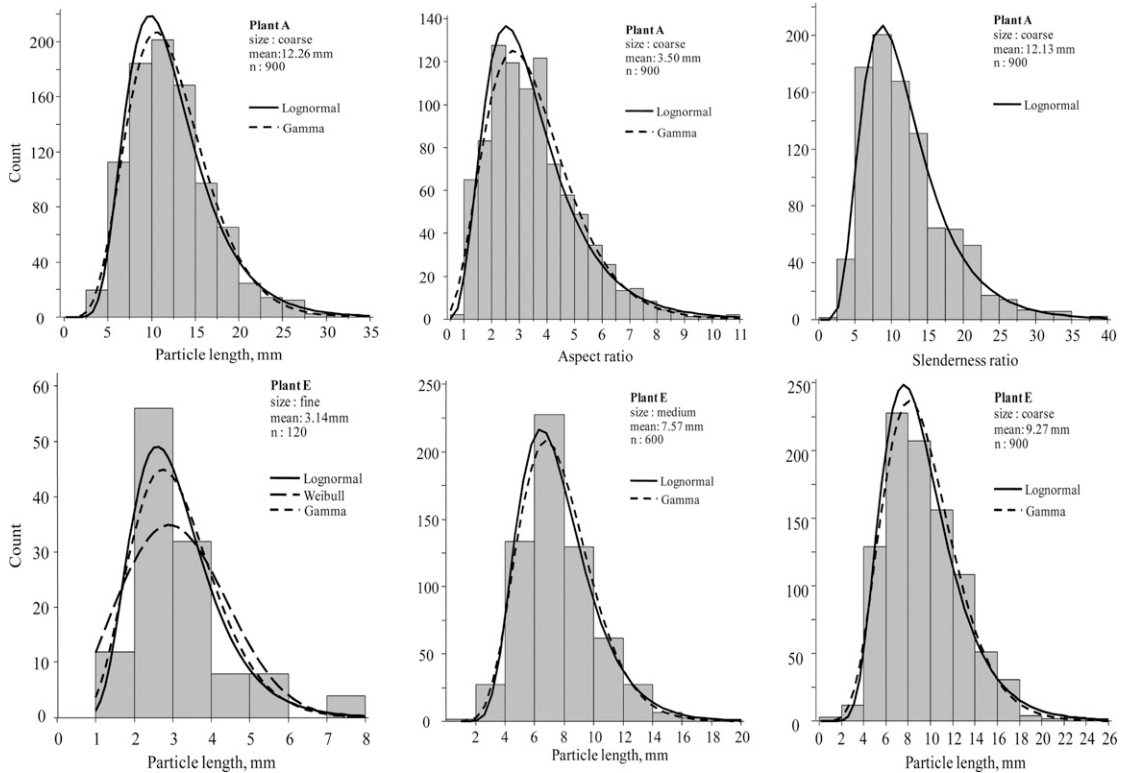 Plant A
size : coarse
mean:12.26 mm
n : 900
Lognormal
Gamma
Count
200
160
120
80
40
0
0 5 10 15 20 25 30 35
Particle length, mm
Plant A
size : coarse
mean: 3.50 mm
n : 900
Lognormal
Gamma
140
120
100
80
60
40
20
0
0 1 2 3 4 5 6 7 8 9 10 11
Aspect ratio
Plant A
size : coarse
mean: 12.13 mm
n : 900
Lognormal
200
160
120
80
40
0
0 5 10 15 20 25 30 35 40
Slenderness ratio
Plant E
size : fine
mean: 3.14mm
n : 120
Lognormal
Weibull
Gamma
Count
60
50
40
30
20
10
0
0 1 2 3 4 5 6 7 8
Particle length, mm
Plant E
size : medium
mean: 7.57 mm
n : 600
Lognormal
Gamma
250
200
150
100
50
0
2 4 6 8 10 12 14 16 18 20
Particle length, mm
Plant E
size : coarse
mean: 9.27 mm
n : 900
Lognormal
Gamma
250
200
150
100
50
0
0 2 4 6 8 10 12 14 16 18 20 22 24 26
Particle length, mm